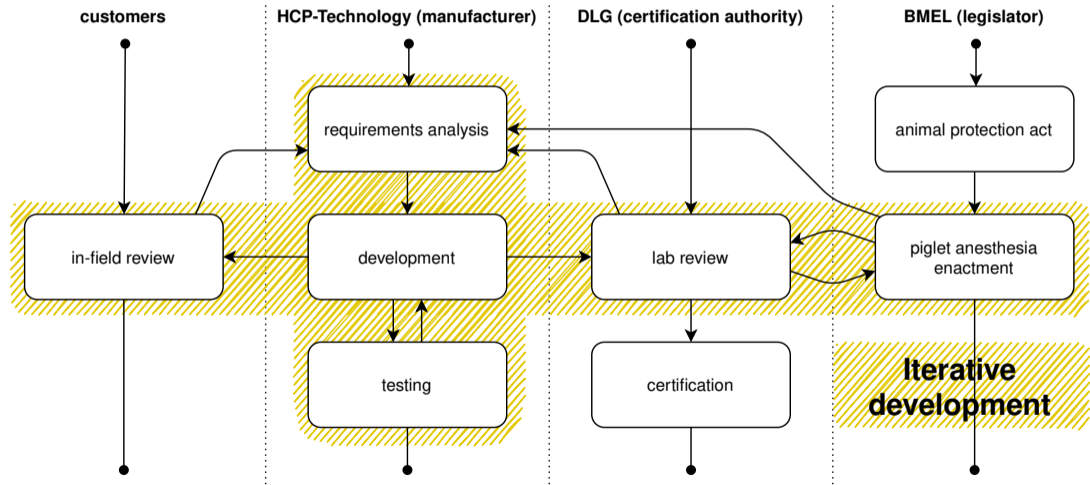 customers
HCP-Technology (manufacturer)
DLG (certification authority)
BMEL (legislator)
requirements analysis
animal protection act
in-field review
development
lab review
piglet anesthesia
enactment
testing
certification
Iterative
development